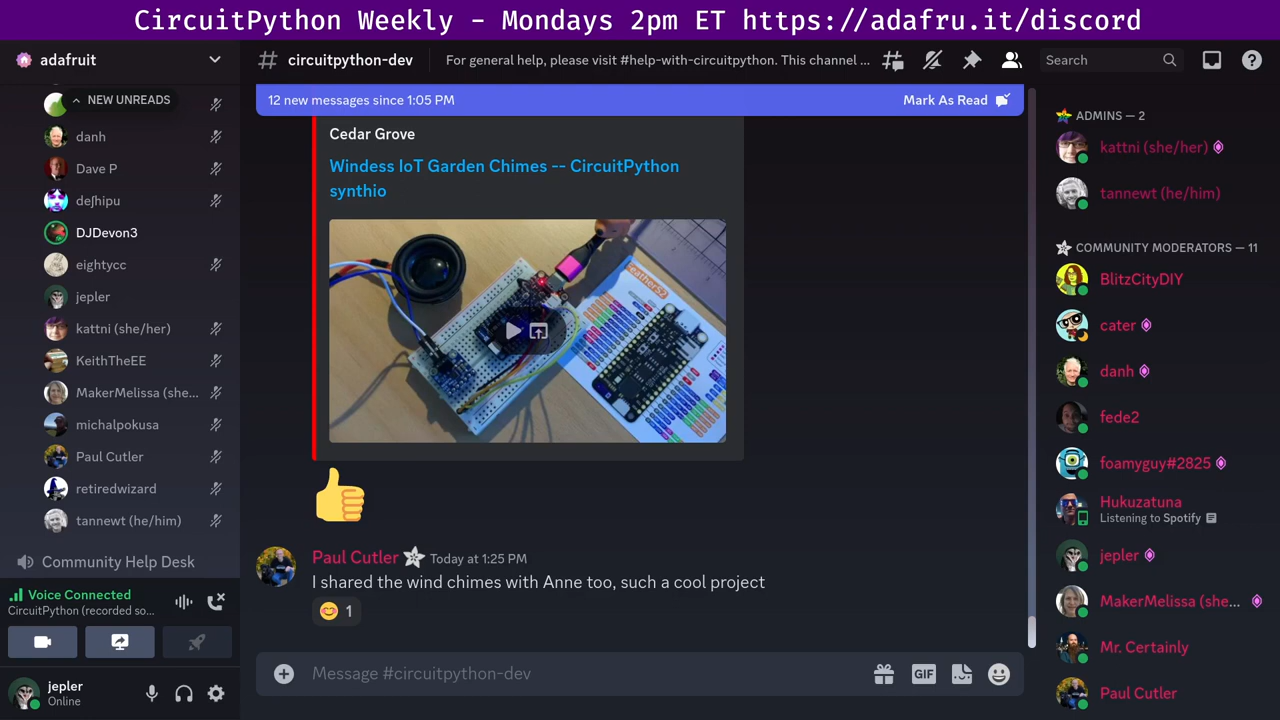 CircuitPython Weekly - Mondays 2pm ET https://adafru.it/discord
adafruit
NEW UNREADS
danh
Dave P
deʃhipu
DJDevon3
eightycc
jepler
kattni (she/her)
KeithTheEE
MakerMelissa (she...
michalpokusa
Paul Cutler
retiredwizard
tannewt (he/him)
Community Help Desk
Voice Connected
CircuitPython (recorded so...
jepler
Online
circuitpython-dev
For general help, please visit #help-with-circuitpython. This channel ...
Search
12 new messages since 1:05 PM
Mark As Read
Cedar Grove
Windess IoT Garden Chimes -- CircuitPython
synthio
Feathers2
Paul Cutler Today at 1:25 PM
I shared the wind chimes with Anne too, such a cool project
1
Message #circuitpython-dev
GIF
ADMINS — 2
kattni (she/her)
tannewt (he/him)
COMMUNITY MODERATORS — 11
BlitzCityDIY
cater
danh
fede2
foamyguy#2825
Hukuzatuna
Listening to Spotify
jepler
MakerMelissa (she...
Mr. Certainly
Paul Cutler